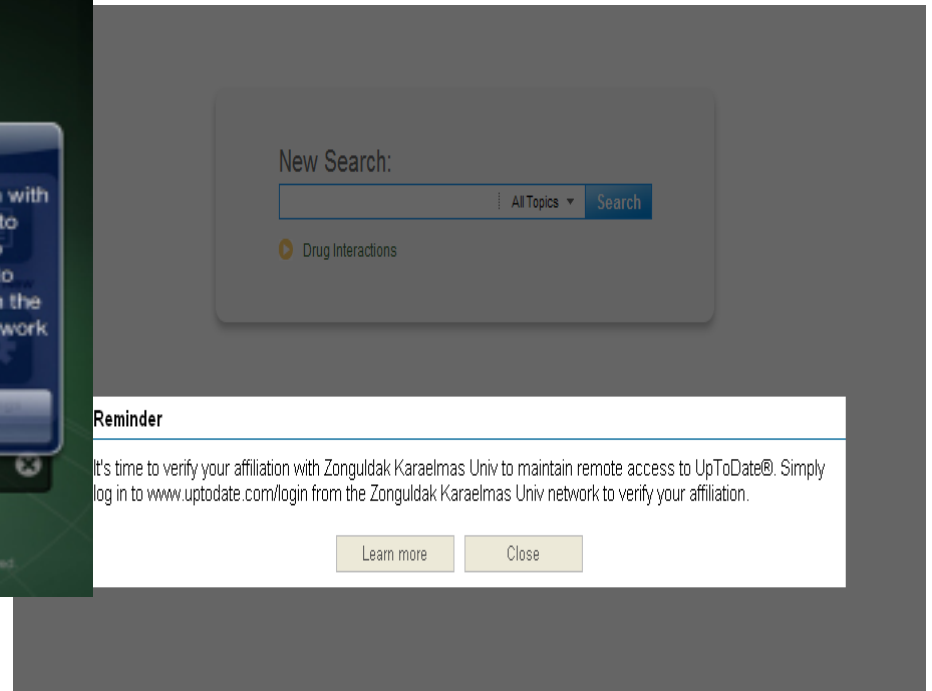 with
to
o
n the
work
ed.
New Search:
All Topics
Search
Drug Interactions
Reminder
It's time to verify your affiliation with Zonguldak Karaelmas Univ to maintain remote access to UpToDate®. Simply
log in to www.uptodate.com/login from the Zonguldak Karaelmas Univ network to verify your affiliation.
Learn more
Close